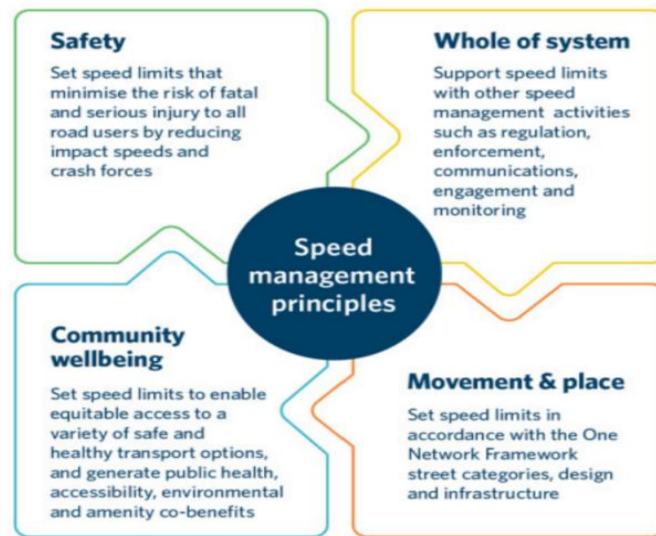 Safety
Set speed limits that
minimise the risk of fatal
and serious injury to all
road users by reducing
impact speeds and
crash forces
Whole of system
Support speed limits
with other speed
management activities
such as regulation,
enforcement,
communications,
engagement and
monitoring
Speed
management
principles
Community
wellbeing
Set speed limits to enable
equitable access to a
variety of safe and
healthy transport options,
and generate public health,
accessibility, environmental
and amenity co-benefits
Movement & place
Set speed limits in
accordance with the One
Network Framework
street categories, design
and infrastructure